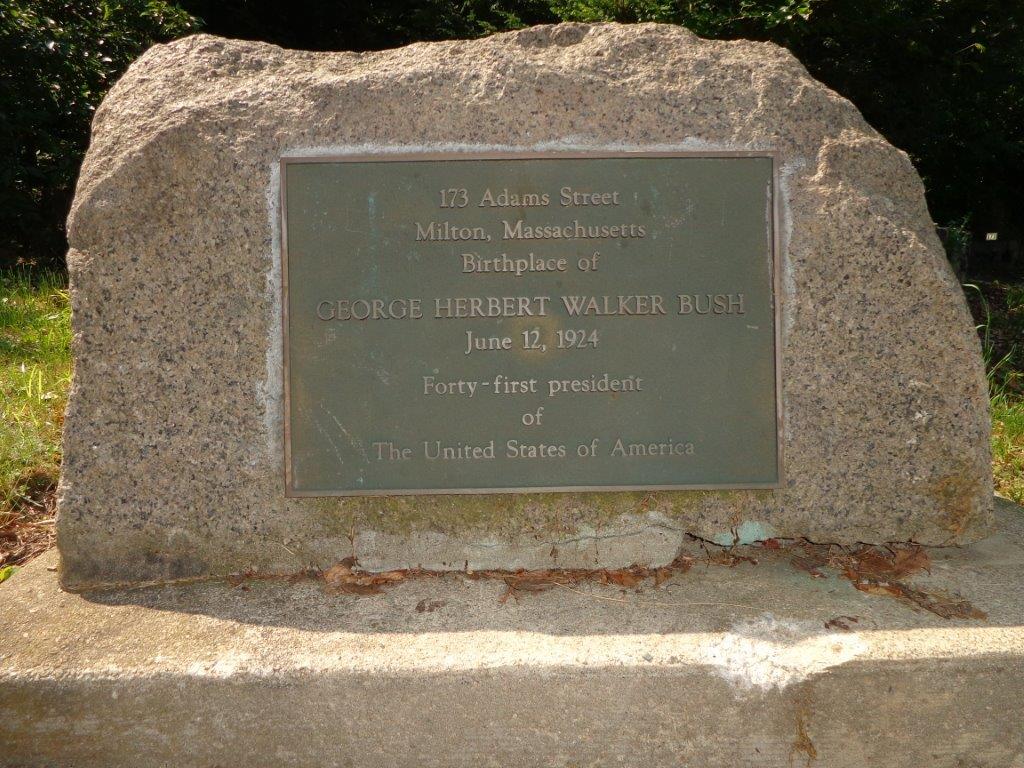 173 Adams Street
Milton, Massachusetts
Birthplace of
GEORGE HERBERT WALKER BUSH
June 12, 1924
Forty-first president
of
The United States of America